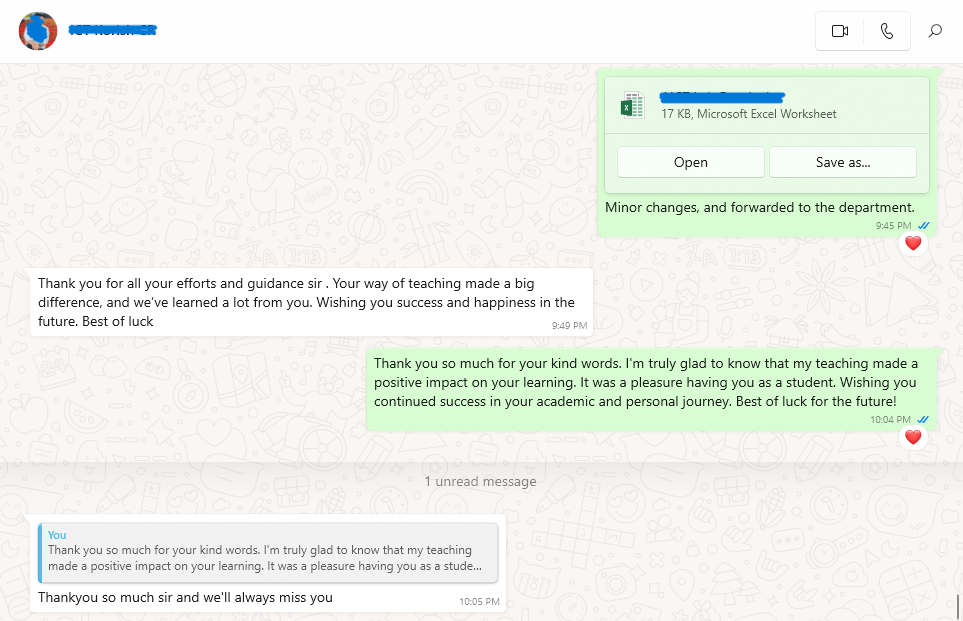 17 KB, Microsoft Excel Worksheet
Open
Save as...
Minor changes, and forwarded to the department.
9:45 PM
Thank you for all your efforts and guidance sir . Your way of teaching made a big
difference, and we've learned a lot from you. Wishing you success and happiness in the
future. Best of luck
9:49 PM
Thank you so much for your kind words. I'm truly glad to know that my teaching made a
positive impact on your learning. It was a pleasure having you as a student. Wishing you
continued success in your academic and personal journey. Best of luck for the future!
10:04 PM
1 unread message
You
Thank you so much for your kind words. I'm truly glad to know that my teaching
made a positive impact on your learning. It was a pleasure having you as a stude...
Thankyou so much sir and we'll always miss you
10:05 PM